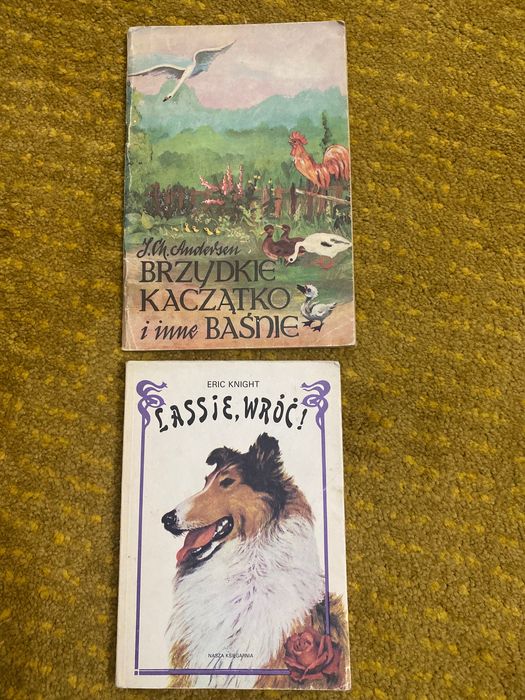 J. Ch. Andersen
BRZYDKIE
KACZĄTKO
i inne BAŚNIE
ERIC KNIGHT
LASSIE, WRÓĆ!
NASZA KSIĘGARNIA